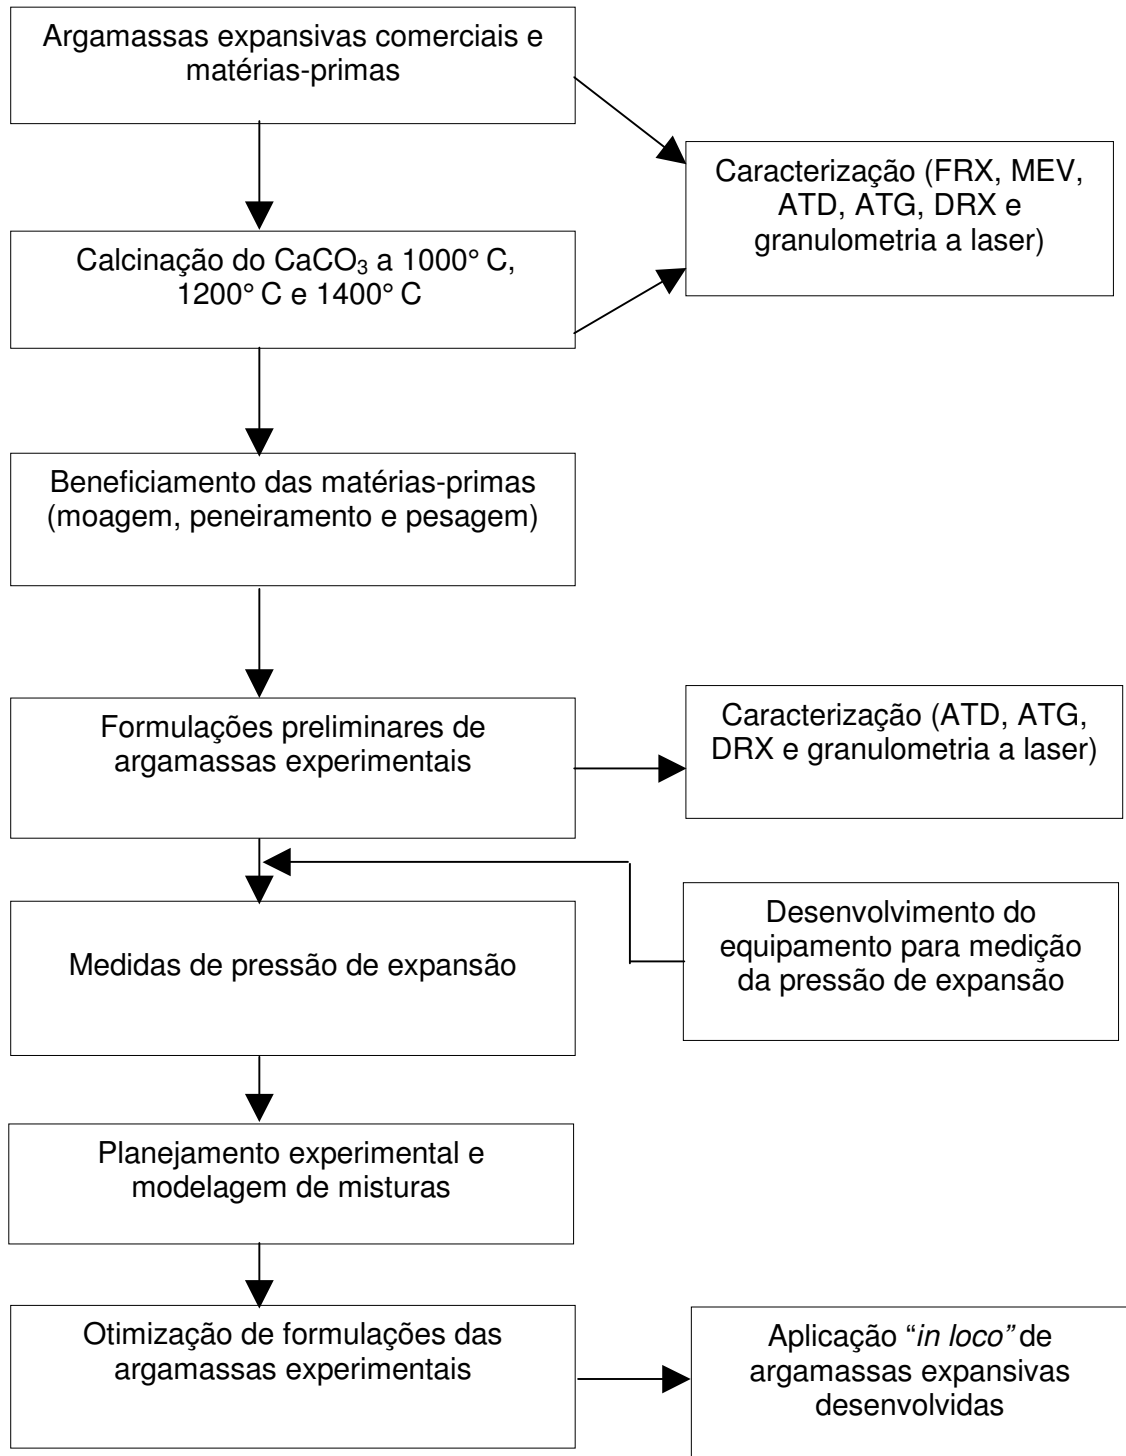 Argamassas expansivas comerciais e
matérias-primas
Caracterização (FRX, MEV,
ATD, ATG, DRX e
granulometria a laser)
Calcinação do CaCO₃ a 1000° C,
1200° C e 1400° C
Beneficiamento das matérias-primas
(moagem, peneiramento e pesagem)
Formulações preliminares de
argamassas experimentais
Caracterização (ATD, ATG,
DRX e granulometria a laser)
Desenvolvimento do
equipamento para medição
da pressão de expansão
Medidas de pressão de expansão
Planejamento experimental e
modelagem de misturas
Otimização de formulações das
argamassas experimentais
Aplicação “in loco” de
argamassas expansivas
desenvolvidas